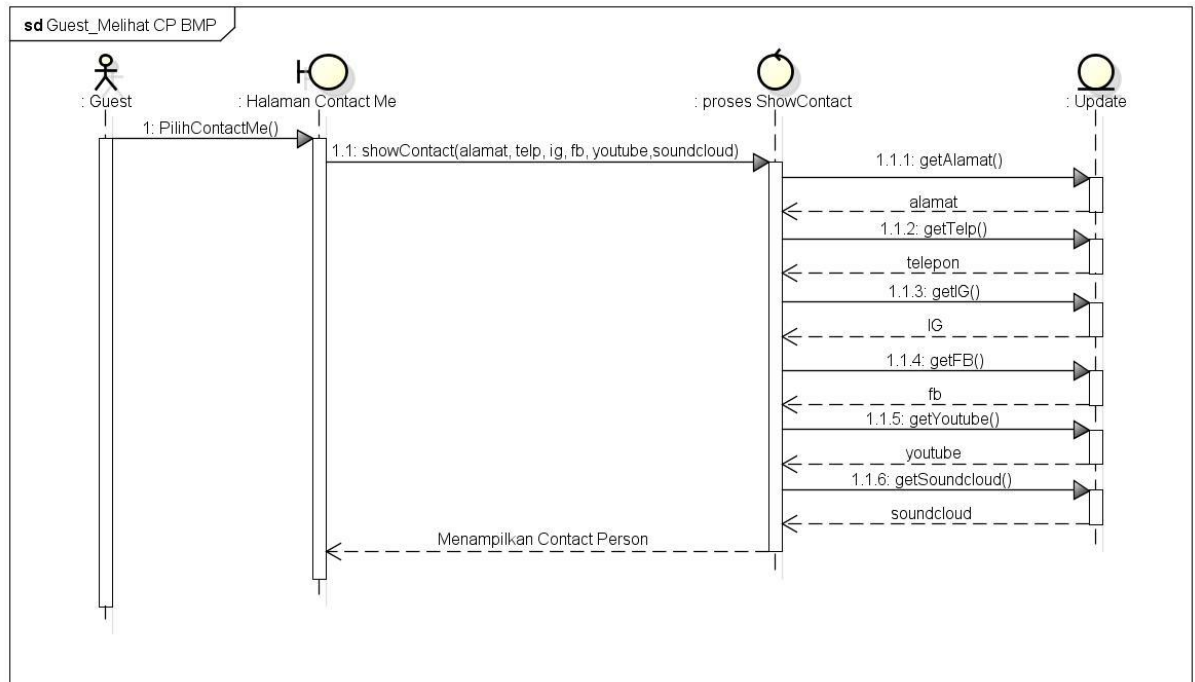 sd Guest_Melihat CP BMP
: Guest
: Halaman Contact Me
: proses ShowContact
: Update
1: PilihContactMe()
1.1: showContact(alamat, telp, ig, fb, youtube,soundcloud)
1.1.1: getAlamat()
alamat
1.1.2: getTelp()
telepon
1.1.3: getIG()
IG
1.1.4: getFB()
fb
1.1.5: getYoutube()
youtube
1.1.6: getSoundcloud()
soundcloud
Menampilkan Contact Person